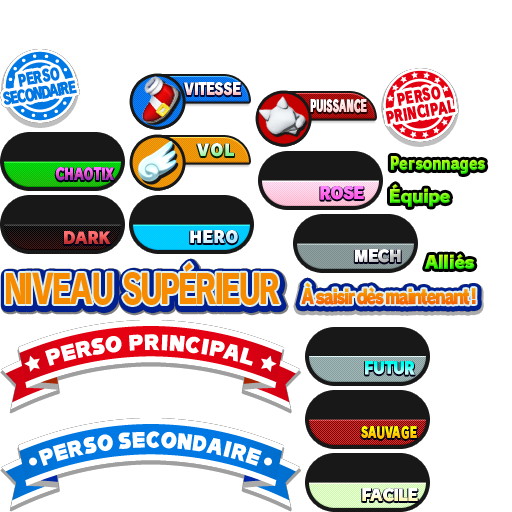 PERSO
SECONDAIRE
VITESSE
PUISSANCE
PERSO
PRINCIPAL
CHAOTIX
VOL
ROSE
Personnages
Équipe
DARK
HERO
MECH
Alliés
NIVEAU SUPÉRIEUR
À saisir dès maintenant !
PERSO PRINCIPAL
FUTUR
SAUVAGE
PERSO SECONDAIRE
FACILE